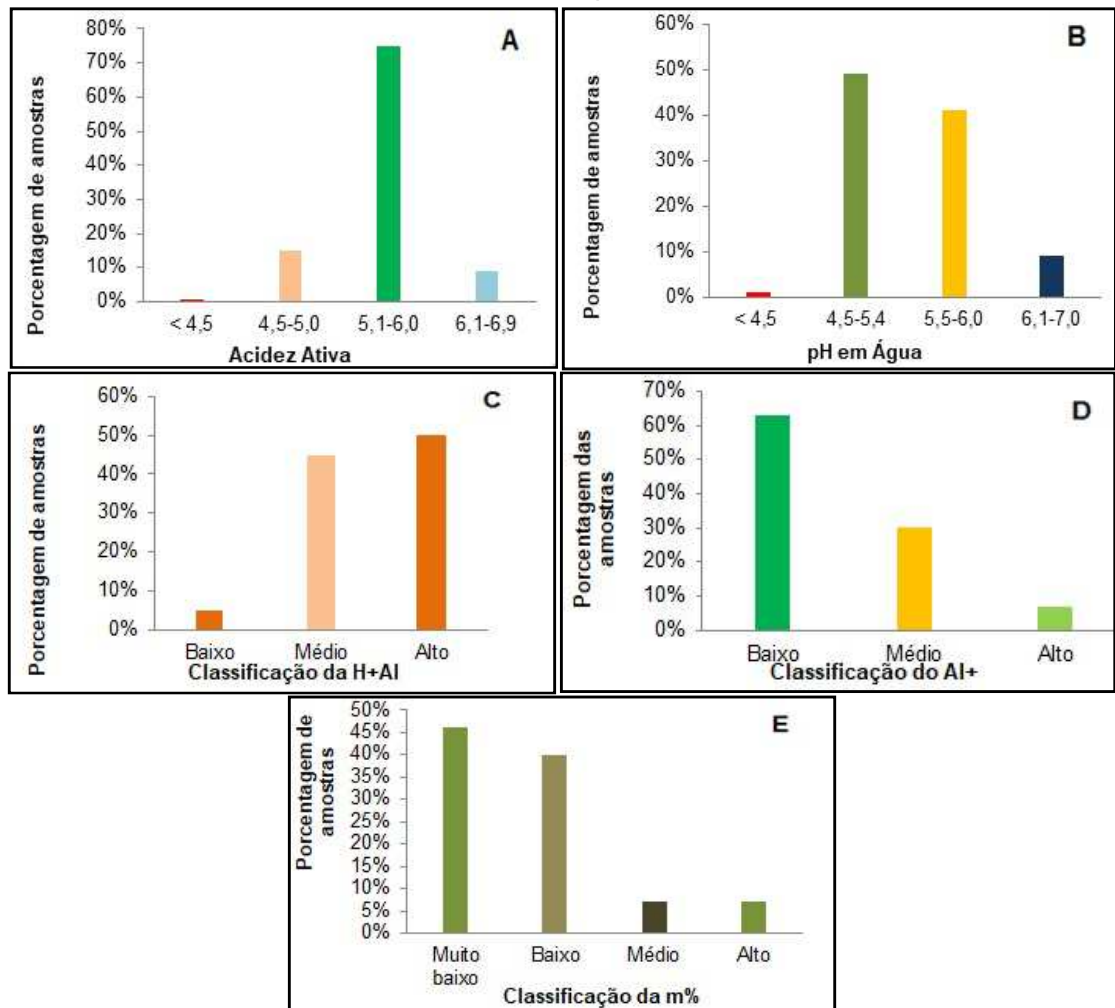 A
Porcentagem de amostras
80%
70%
60%
50%
40%
30%
20%
10%
0%
< 4,5 4,5-5,0 5,1-6,0 6,1-6,9
Acidez Ativa
B
Porcentagem de amostras
60%
50%
40%
30%
20%
10%
0%
< 4,5 4,5-5,4 5,5-6,0 6,1-7,0
pH em Água
C
Porcentagem de amostras
60%
50%
40%
30%
20%
10%
0%
Baixo Médio Alto
Classificação da H+Al
D
Porcentagem das
amostras
70%
60%
50%
40%
30%
20%
10%
0%
Baixo Médio Alto
Classificação do Al+
E
Porcentagem de
amostras
50%
45%
40%
35%
30%
25%
20%
15%
10%
5%
0%
Muito Baixo Médio Alto
baixo
Classificação da m%